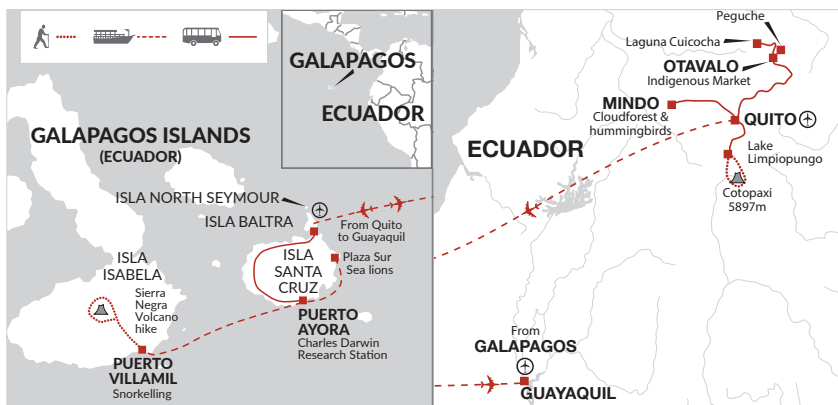 GALAPAGOS
ECUADOR
GALAPAGOS ISLANDS
(ECUADOR)
ISLA NORTH SEYMOUR
ISLA BALTRA
From Quito
to Guayaquil
Plaza Sur
Sea lions
ISLA
SANTA
CRUZ
ISLA
ISABELA
Sierra
Negra
Volcano
hike
PUERTO
AYORA
Charles Darwin
Research Station
PUERTO
VILLAMIL
Snorkelling
Peguche
Laguna Cuicocha
OTAVALO
Indigenous Market
MINDO
Cloudforest &
hummingbirds
QUITO
ECUADOR
Lake
Limpiopungo
Cotopaxi
5897m
From
GALAPAGOS
GUAYAQUIL